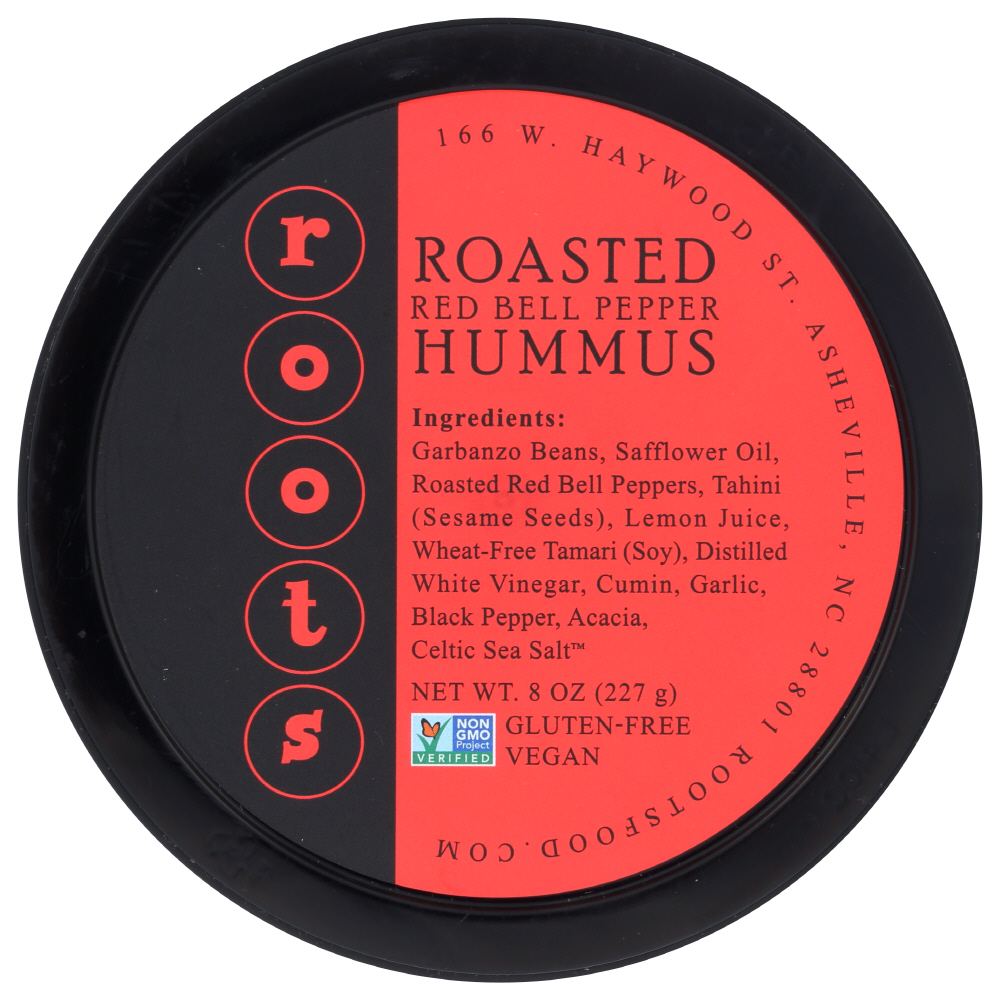 roots
166 W. HAYWOOD ST. ASHEVILLE, NC 28801 ROOTSFOOD.COM
ROASTED
RED BELL PEPPER
HUMMUS
Ingredients:
Garbanzo Beans, Safflower Oil,
Roasted Red Bell Peppers, Tahini
(Sesame Seeds), Lemon Juice,
Wheat-Free Tamari (Soy), Distilled
White Vinegar, Cumin, Garlic,
Black Pepper, Acacia,
Celtic Sea Salt™
NET WT. 8 OZ (227 g)
NON
GMO
Project
VERIFIED
GLUTEN-FREE
VEGAN